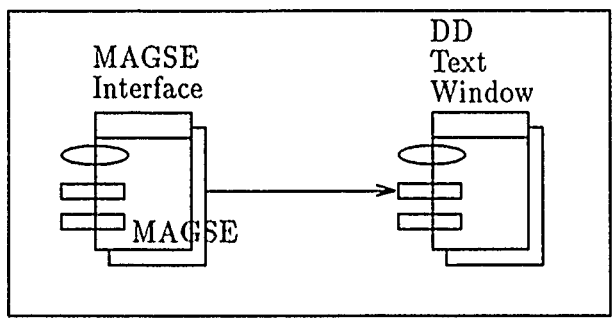 MAGSE
Interface
MAGSE
DD
Text
Window